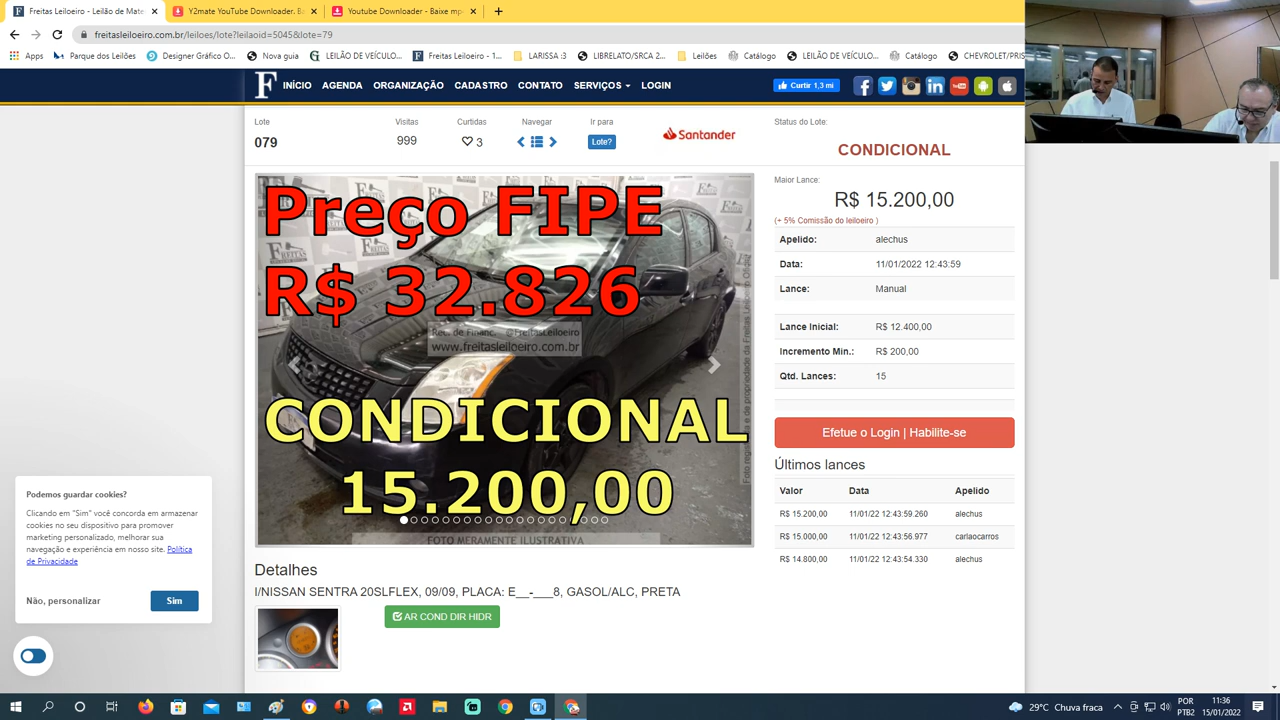 Freitas Leiloeiro - Leilão de Mate
Y2mate YouTube Downloader. B
Youtube Downloader - Baixe mp
freitasleiloeiro.com.br/leiloes/lote?leilaoid=5045&lote=79
Apps
Parque dos Leilões
Designer Gráfico O...
Nova guia
LEILÃO DE VEÍCULO...
Freitas Leiloeiro - 1...
LARISSA :3
LIBRELATO/SRCA 2...
Leilões
Catálogo
LEILÃO DE VEÍCULO...
Catálogo
CHEVROLET/PRIS
INÍCIO AGENDA ORGANIZAÇÃO CADASTRO CONTATO SERVIÇOS LOGIN
Curtir 1,3 mi
Lote
079
Visitas
999
Curtidas
3
Navegar
Ir para
Lote?
Santander
Status do Lote:
CONDICIONAL
Preço FIPE
R$ 32.826
Rec. de Financ. @FreitasLeiloeiro
www.freitasleiloeiro.com.br
CONDICIONAL
15.200,00
FOTO MERAMENTE ILUSTRATIVA
Maior Lance:
R$ 15.200,00
(+ 5% Comissão do leiloeiro )
Apelido: alechus
Data: 11/01/2022 12:43:59
Lance: Manual
Lance Inicial: R$ 12.400,00
Incremento Min.: R$ 200,00
Qtd. Lances: 15
Efetue o Login | Habilite-se
Últimos lances
Valor Data Apelido
R$ 15.200,00 11/01/22 12:43:59.260 alechus
R$ 15.000,00 11/01/22 12:43:56.977 carlaocarros
R$ 14.800,00 11/01/22 12:43:54.330 alechus
Podemos guardar cookies?
Clicando em "Sim" você concorda em armazenar
cookies no seu dispositivo para promover
marketing personalizado, melhorar sua
navegação e experiência em nosso site. Política
de Privacidade
Não, personalizar
Sim
Detalhes
I/NISSAN SENTRA 20SLFLEX, 09/09, PLACA: E__-___8, GASOL/ALC, PRETA
AR COND DIR HIDR
29°C Chuva fraca
POR
PTB2
11:36
15/01/2022